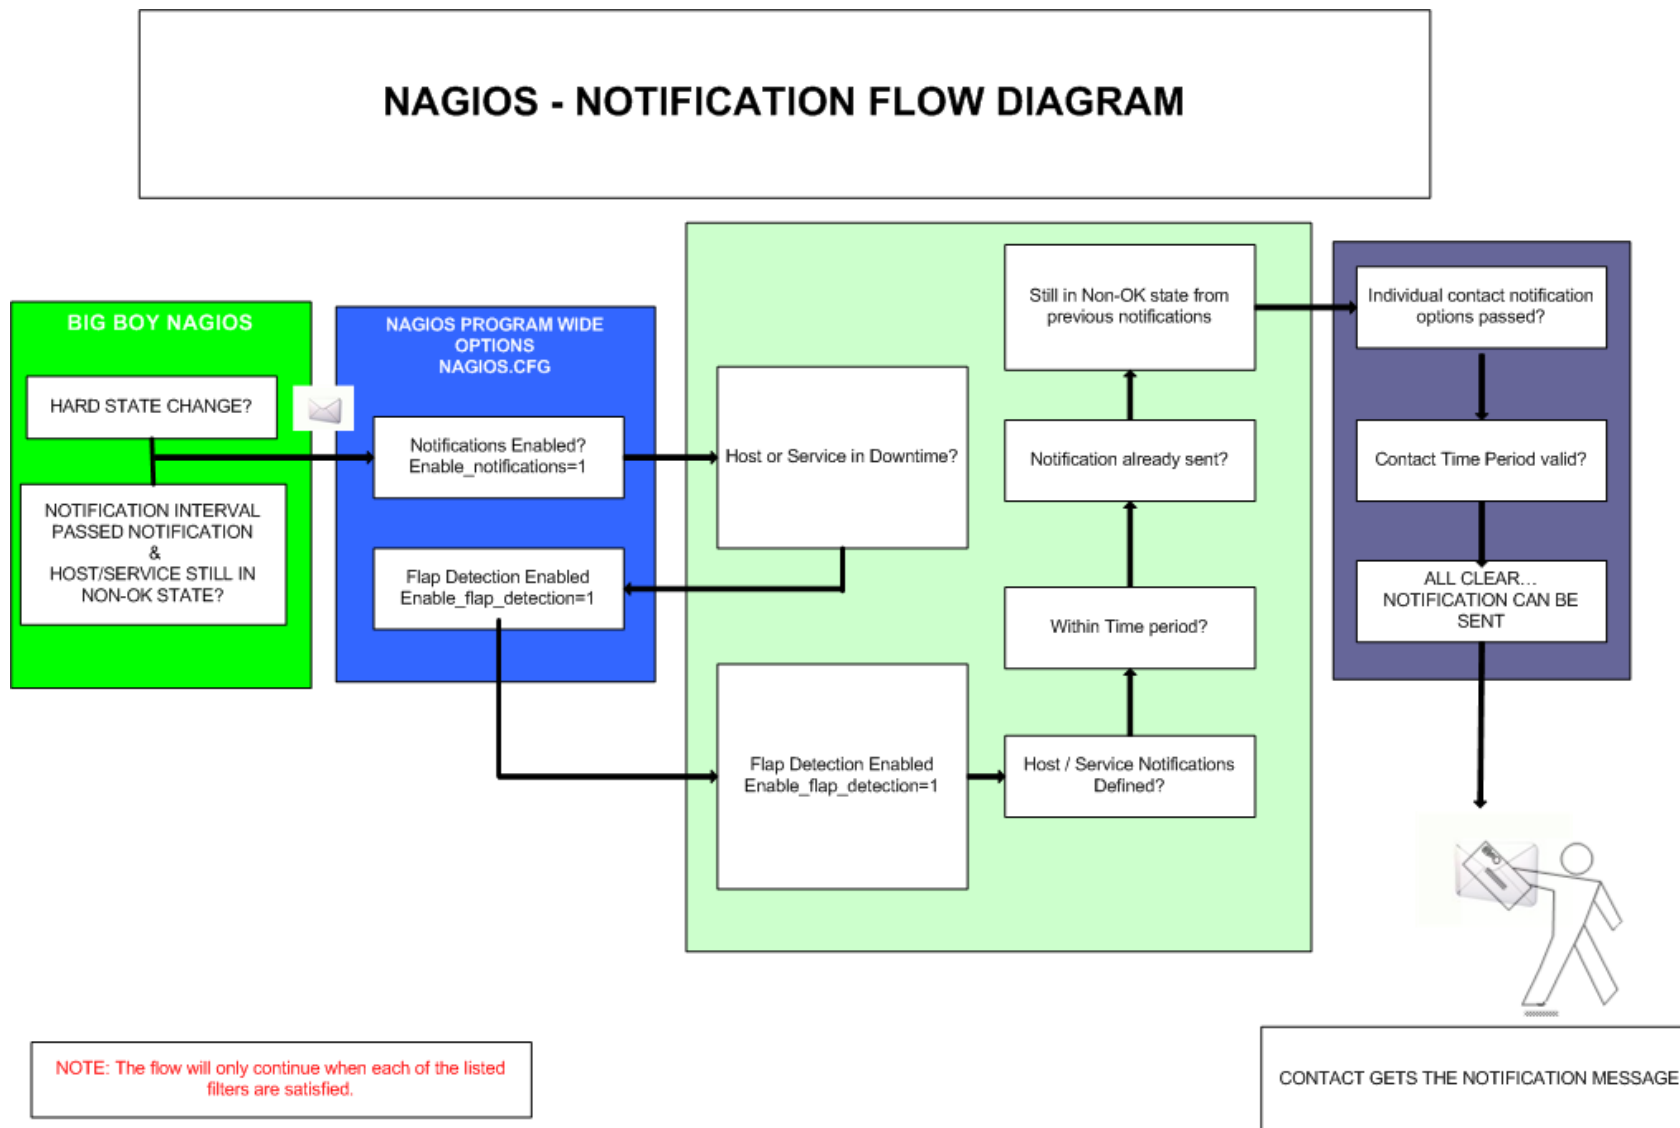 NAGIOS - NOTIFICATION FLOW DIAGRAM
BIG BOY NAGIOS
HARD STATE CHANGE?
NOTIFICATION INTERVAL
PASSED NOTIFICATION
&
HOST/SERVICE STILL IN
NON-OK STATE?
NAGIOS PROGRAM WIDE
OPTIONS
NAGIOS.CFG
Notifications Enabled?
Enable_notifications=1
Flap Detection Enabled
Enable_flap_detection=1
Host or Service in Downtime?
Flap Detection Enabled
Enable_flap_detection=1
Still in Non-OK state from
previous notifications
Notification already sent?
Within Time period?
Host / Service Notifications
Defined?
Individual contact notification
options passed?
Contact Time Period valid?
ALL CLEAR...
NOTIFICATION CAN BE
SENT
NOTE: The flow will only continue when each of the listed
filters are satisfied.
CONTACT GETS THE NOTIFICATION MESSAGE